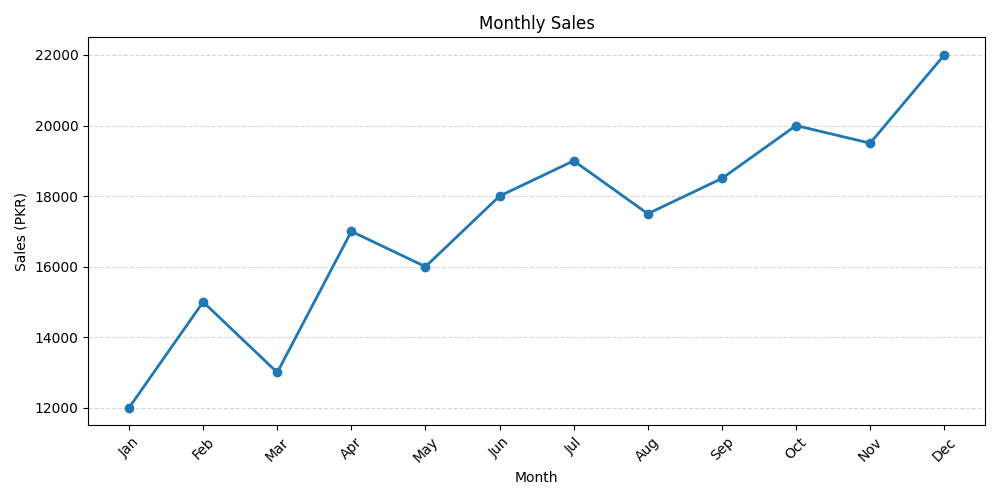 Monthly Sales
Sales (PKR)
22000
20000
18000
16000
14000
12000
Jan
Feb
Mar
Apr
May
Jun
Jul
Aug
Sep
Oct
Nov
Dec
Month